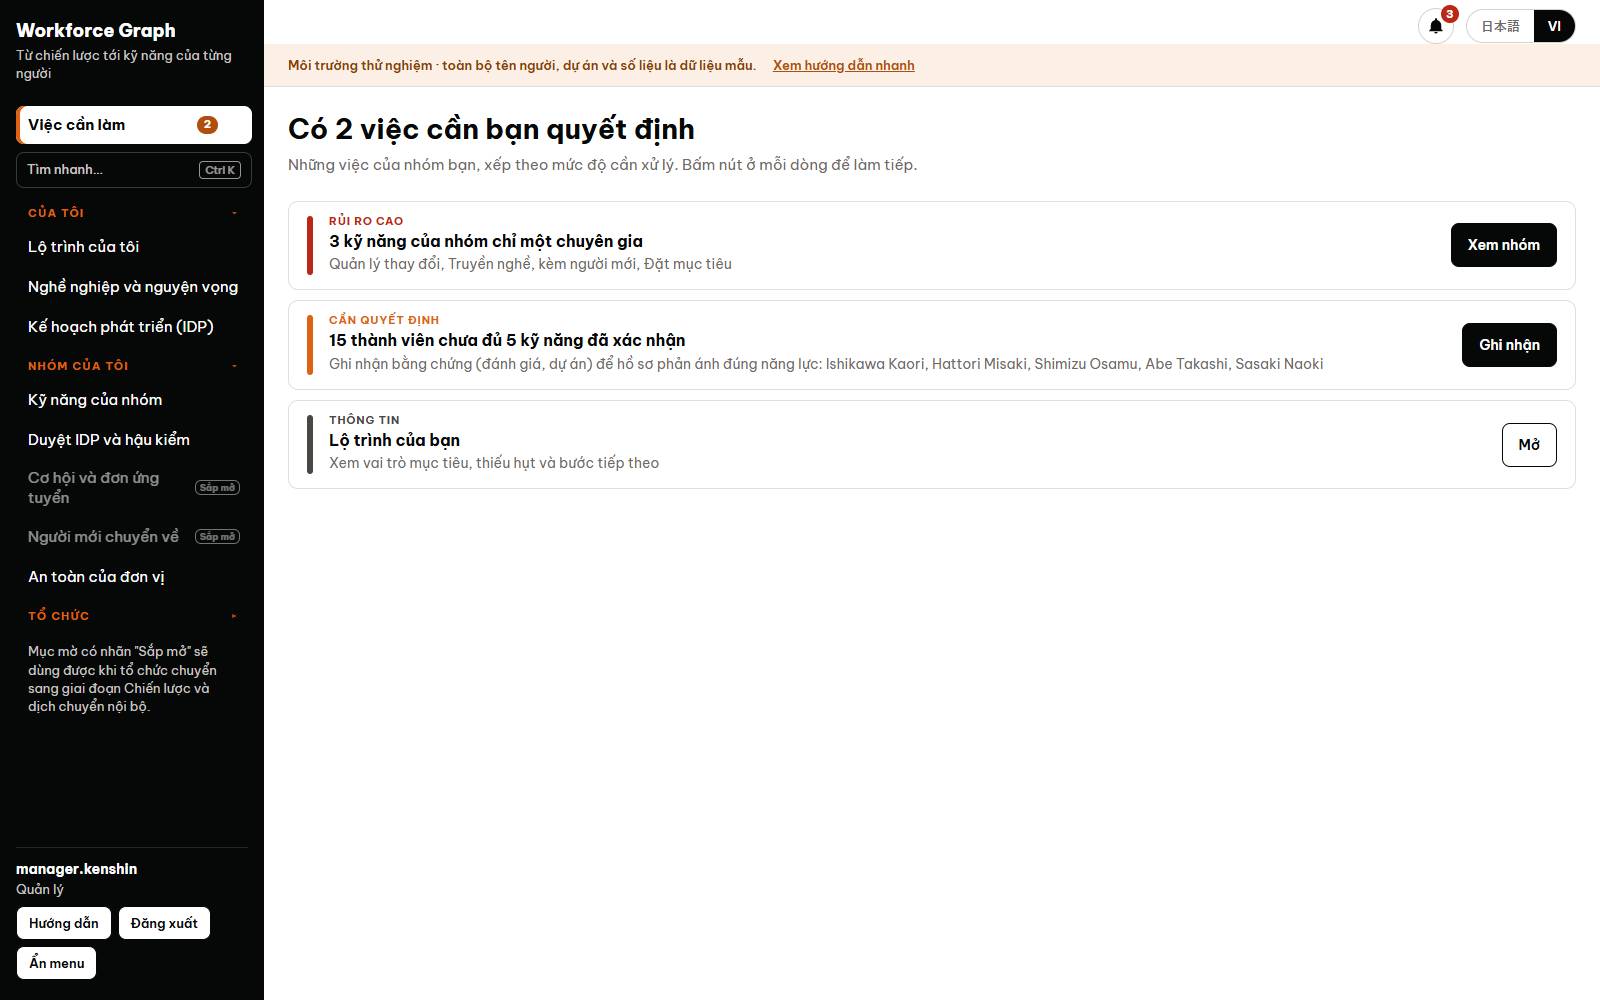 Workforce Graph
Từ chiến lược tới kỹ năng của từng
người
Việc cần làm 2
Tìm nhanh... Ctrl K
CỦA TÔI
Lộ trình của tôi
Nghề nghiệp và nguyện vọng
Kế hoạch phát triển (IDP)
NHÓM CỦA TÔI
Kỹ năng của nhóm
Duyệt IDP và hậu kiểm
Cơ hội và đơn ứng
tuyển
Sắp mở
Người mới chuyển về Sắp mở
An toàn của đơn vị
TỔ CHỨC
Mục mờ có nhãn "Sắp mở" sẽ
dùng được khi tổ chức chuyển
sang giai đoạn Chiến lược và
dịch chuyển nội bộ.
manager.kenshin
Quản lý
Hướng dẫn Đăng xuất
Ẩn menu
3 日本語 VI
Môi trường thử nghiệm · toàn bộ tên người, dự án và số liệu là dữ liệu mẫu. Xem hướng dẫn nhanh
Có 2 việc cần bạn quyết định
Những việc của nhóm bạn, xếp theo mức độ cần xử lý. Bấm nút ở mỗi dòng để làm tiếp.
RỦI RO CAO
3 kỹ năng của nhóm chỉ một chuyên gia
Quản lý thay đổi, Truyền nghề, kèm người mới, Đặt mục tiêu
Xem nhóm
CẦN QUYẾT ĐỊNH
15 thành viên chưa đủ 5 kỹ năng đã xác nhận
Ghi nhận bằng chứng (đánh giá, dự án) để hồ sơ phản ánh đúng năng lực: Ishikawa Kaori, Hattori Misaki, Shimizu Osamu, Abe Takashi, Sasaki Naoki
Ghi nhận
THÔNG TIN
Lộ trình của bạn
Xem vai trò mục tiêu, thiếu hụt và bước tiếp theo
Mở